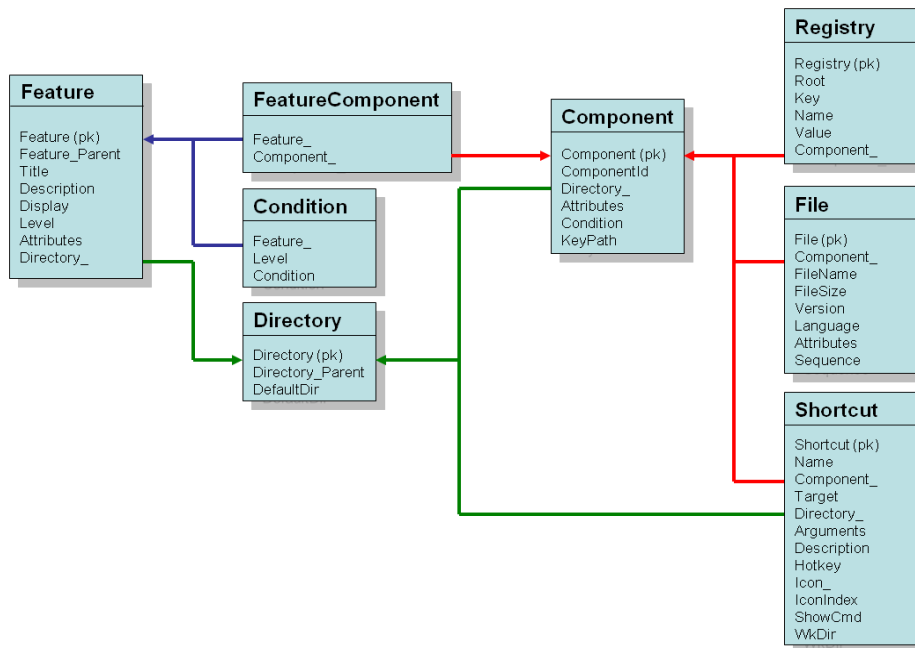 Feature
Feature (pk)
Feature_Parent
Title
Description
Display
Level
Attributes
Directory_
FeatureComponent
Feature_
Component_
Condition
Feature_
Level
Condition
Directory
Directory (pk)
Directory_Parent
DefaultDir
Component
Component (pk)
ComponentId
Directory_
Attributes
Condition
KeyPath
Registry
Registry (pk)
Root
Key
Name
Value
Component_
File
File (pk)
Component_
FileName
FileSize
Version
Language
Attributes
Sequence
Shortcut
Shortcut (pk)
Name
Component_
Target
Directory_
Arguments
Description
Hotkey
Icon_
IconIndex
ShowCmd
WkDir